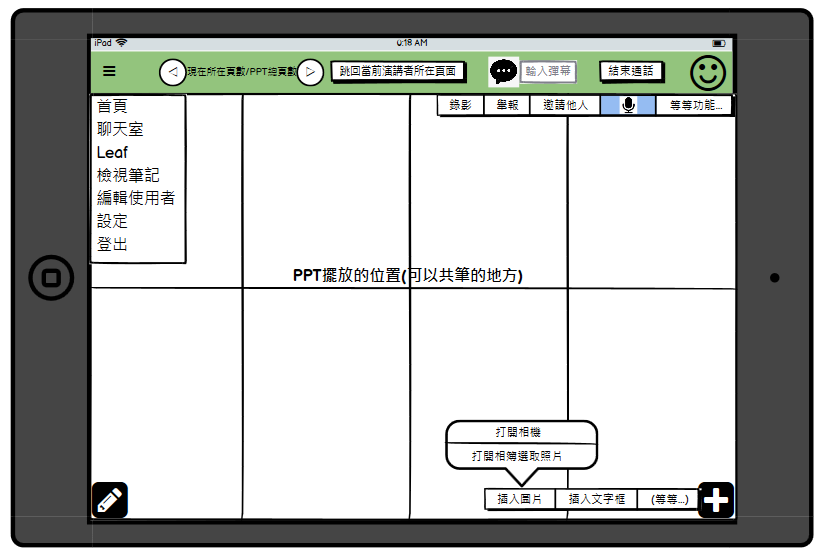 iPad 9:18 AM
現在所在頁數/PPT總頁數 跳回當前演講者所在頁面 輸入彈幕 結束通話
錄影 舉報 邀請他人 等等功能...
首頁
聊天室
Leaf
檢視筆記
編輯使用者
設定
登出
PPT擺放的位置(可以共筆的地方)
打開相機
打開相簿選取照片
插入圖片 插入文字框 (等等...)